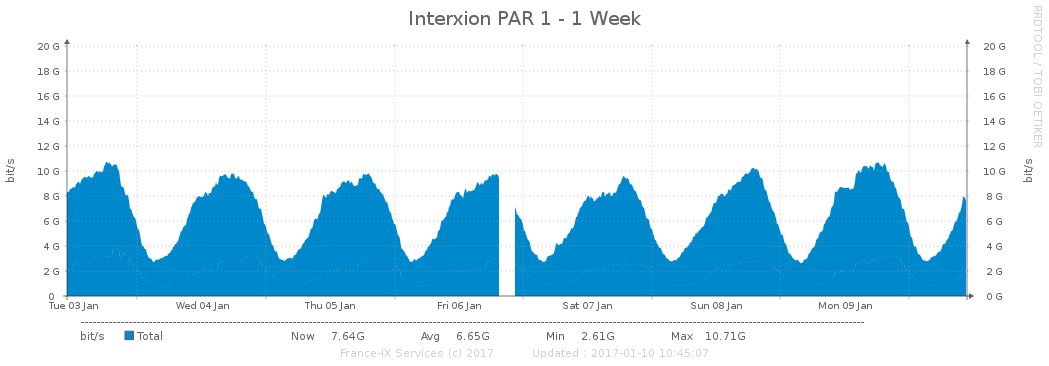 Interxion PAR 1 - 1 Week
RRDTOOL / TOBI OETIKER
bit/s
bit/s
20 G 20 G
18 G 18 G
16 G 16 G
14 G 14 G
12 G 12 G
10 G 10 G
8 G 8 G
6 G 6 G
4 G 4 G
2 G 2 G
0 0 G
Tue 03 Jan Wed 04 Jan Thu 05 Jan Fri 06 Jan Sat 07 Jan Sun 08 Jan Mon 09 Jan
bit/s Total Now 7.64G Avg 6.65G Min 2.61G Max 10.71G
France-IX Services (c) 2017 Updated : 2017-01-10 10:45:07